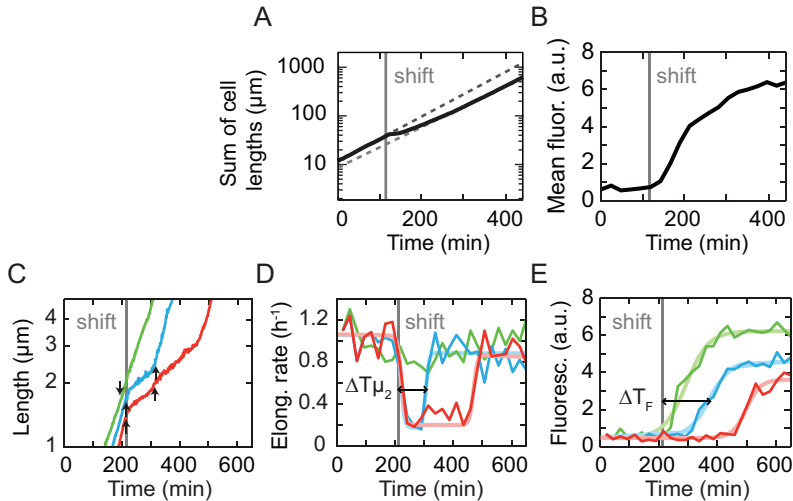 A
B
1000
100
10
Sum of cell
lengths (µm)
shift
0
200
400
Time (min)
8
6
4
2
0
Mean fluor. (a.u.)
shift
0
200
400
Time (min)
C
D
E
4
3
2
1
Length (µm)
shift
0
200
400
600
Time (min)
1.2
0.8
0.4
0
Elong. rate (h⁻¹)
shift
ΔTµ₂
0
200
400
600
Time (min)
8
6
4
2
0
Fluoresc. (a.u.)
shift
ΔT_F
0
200
400
600
Time (min)